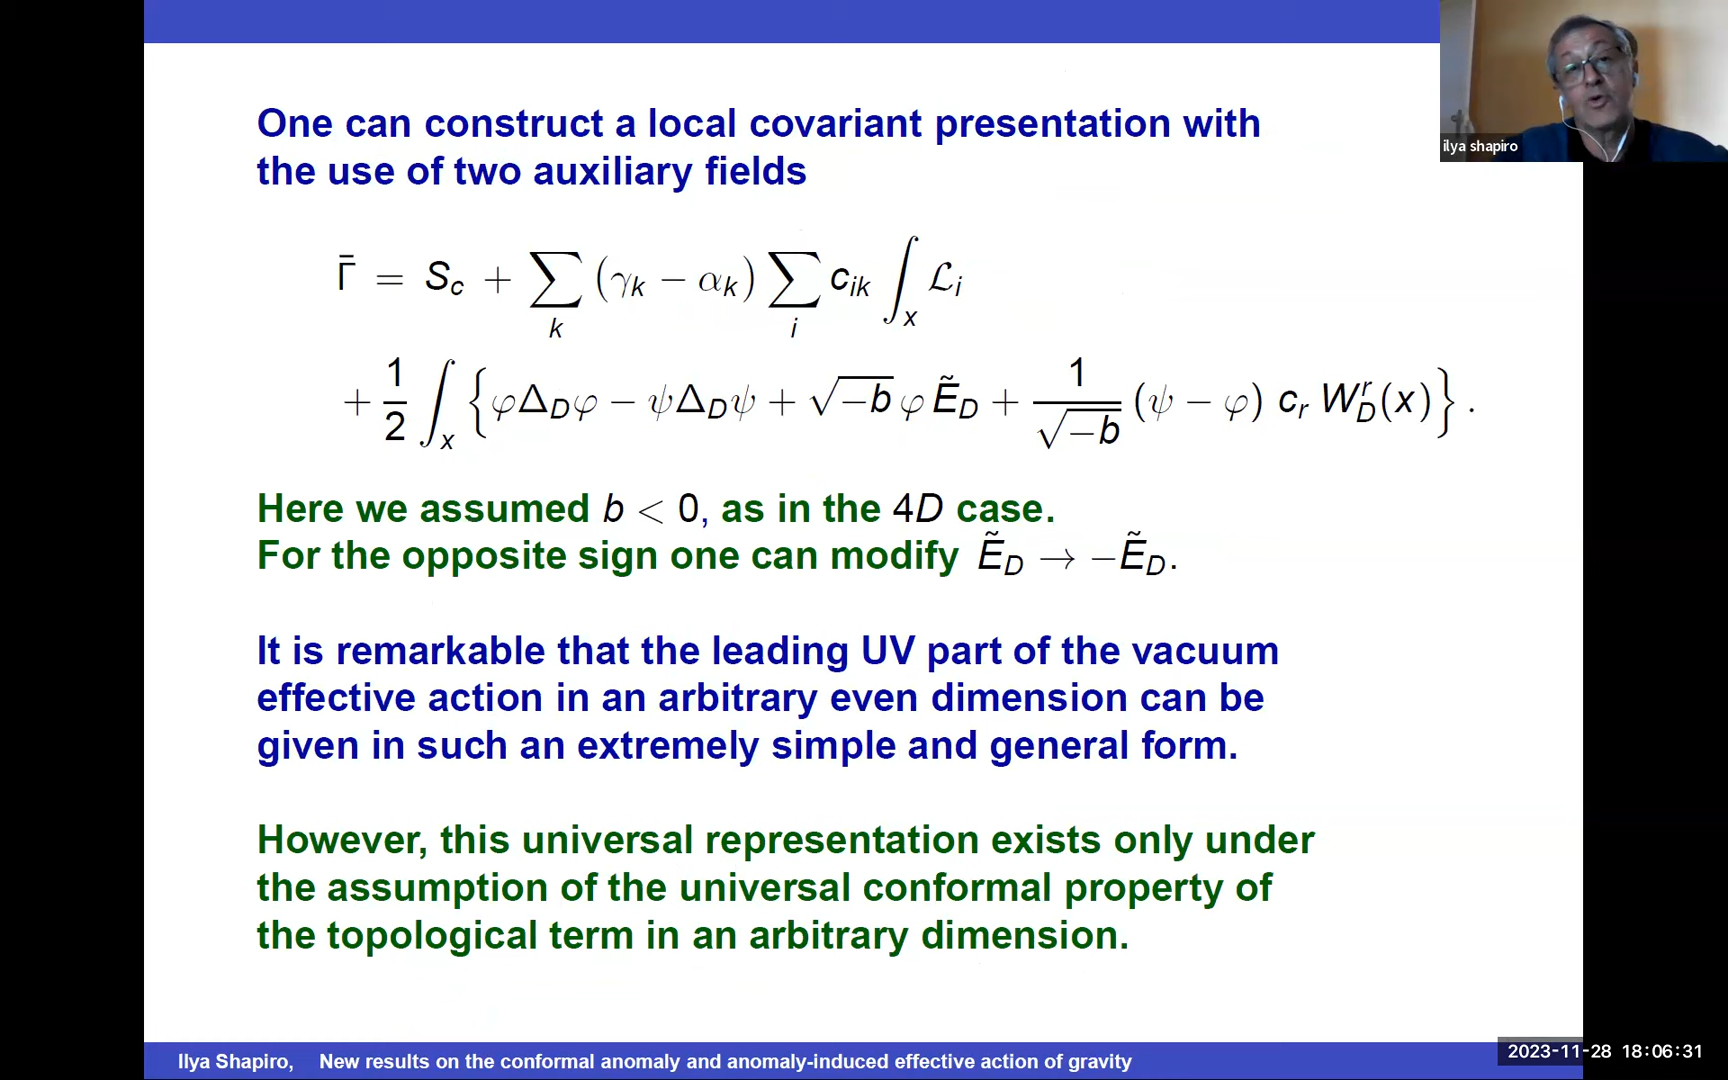 One can construct a local covariant presentation with
the use of two auxiliary fields
Γ̄ = S_c + ∑_k (γ_k − α_k) ∑_i c_{ik} ∫_x ℒ_i
+ 1/2 ∫_x {φΔ_Dφ − ψΔ_Dψ + √−b φ Ẽ_D + 1/√−b (ψ − φ) c_r W_D^r(x)} .
Here we assumed b < 0, as in the 4D case.
For the opposite sign one can modify Ẽ_D → −Ẽ_D.
It is remarkable that the leading UV part of the vacuum
effective action in an arbitrary even dimension can be
given in such an extremely simple and general form.
However, this universal representation exists only under
the assumption of the universal conformal property of
the topological term in an arbitrary dimension.
Ilya Shapiro, New results on the conformal anomaly and anomaly-induced effective action of gravity
ilya shapiro
2023-11-28 18:06:31